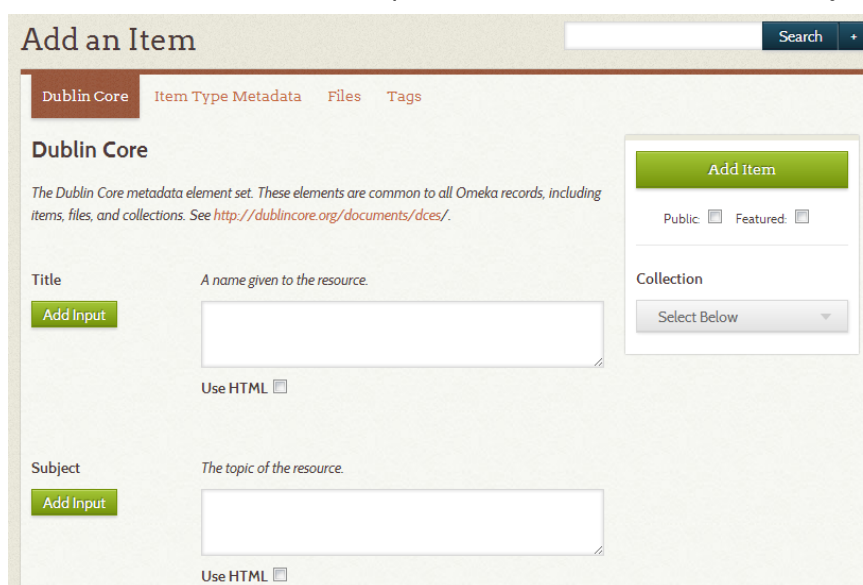 Add an Item
Search +
Dublin Core Item Type Metadata Files Tags
Dublin Core
The Dublin Core metadata element set. These elements are common to all Omeka records, including
items, files, and collections. See http://dublincore.org/documents/dces/.
Add Item
Public: Featured:
Collection
Select Below
Title
A name given to the resource.
Add Input
Use HTML
Subject
The topic of the resource.
Add Input
Use HTML